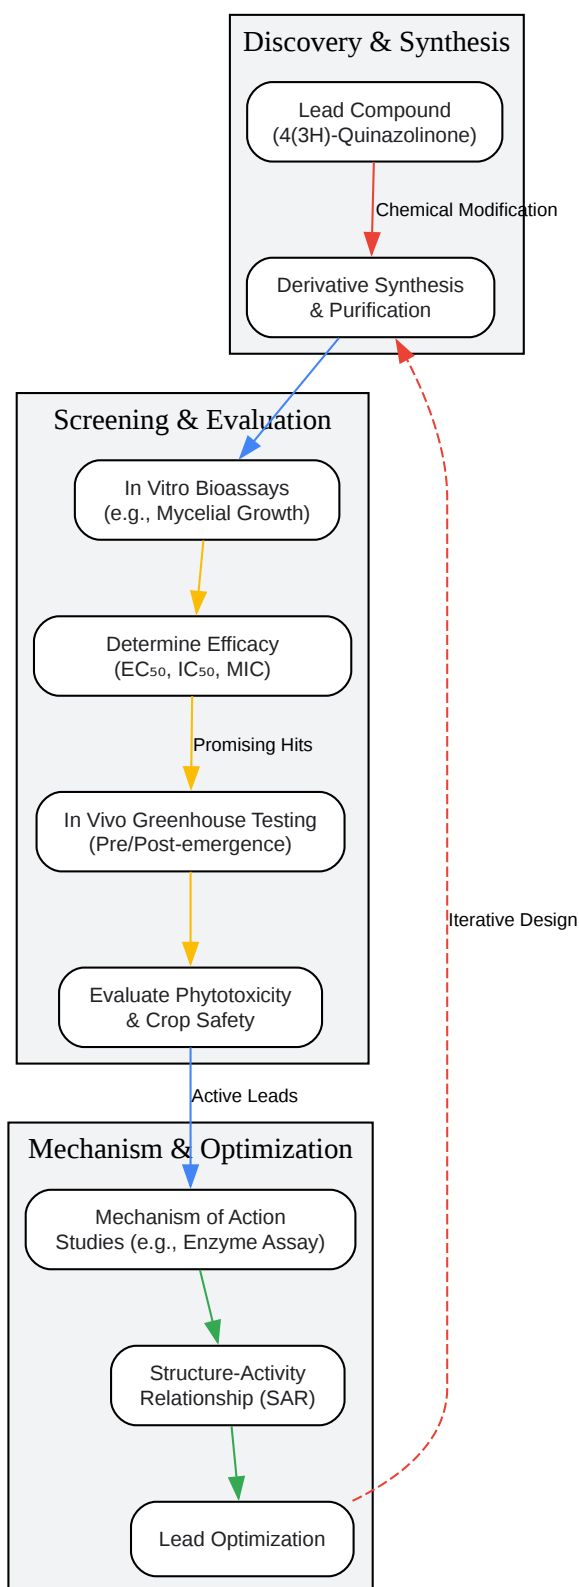 Discovery & Synthesis
Lead Compound
(4(3H)-Quinazolinone)
Chemical Modification
Derivative Synthesis
& Purification
Screening & Evaluation
In Vitro Bioassays
(e.g., Mycelial Growth)
Determine Efficacy
(EC₅₀, IC₅₀, MIC)
Promising Hits
In Vivo Greenhouse Testing
(Pre/Post-emergence)
Iterative Design
Evaluate Phytotoxicity
& Crop Safety
Active Leads
Mechanism & Optimization
Mechanism of Action
Studies (e.g., Enzyme Assay)
Structure-Activity
Relationship (SAR)
Lead Optimization